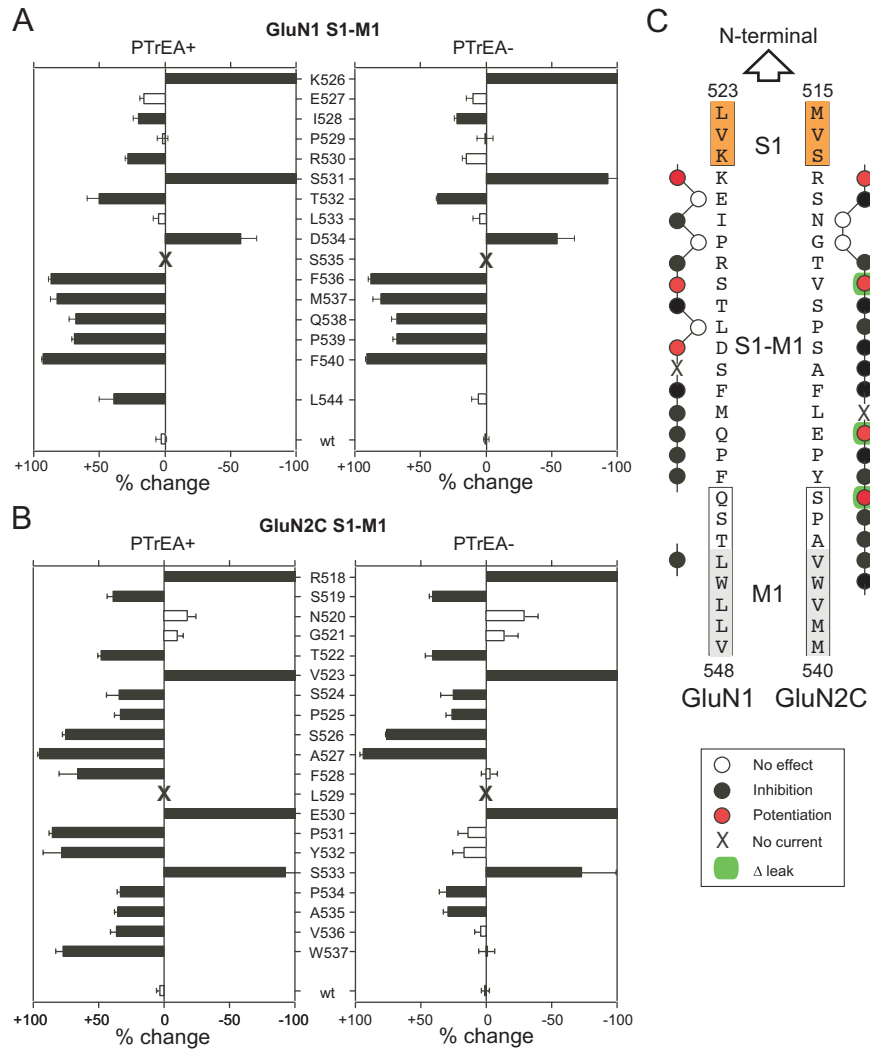 A
GluN1 S1-M1
PTrEA+
PTrEA-
K526
E527
I528
P529
R530
S531
T532
L533
D534
X S535 X
F536
M537
Q538
P539
F540
L544
wt
+100 +50 0 -50 -100
+100 +50 0 -50 -100
% change
% change
B
GluN2C S1-M1
PTrEA+
PTrEA-
R518
S519
N520
G521
T522
V523
S524
P525
S526
A527
F528
X L529 X
E530
P531
Y532
S533
P534
A535
V536
W537
wt
+100 +50 0 -50 -100
+100 +50 0 -50 -100
% change
% change
C
N-terminal
523 515
L M
V S1 V
K S
K R
E S
I N
P G
R T
S V
T S
L P
D S1-M1 S
X S A
F F
M L X
Q E
P P
F Y
Q S
S P
T A
L V
W M1 W
L V
L M
V M
548 540
GluN1 GluN2C
No effect
Inhibition
Potentiation
X No current
Δ leak